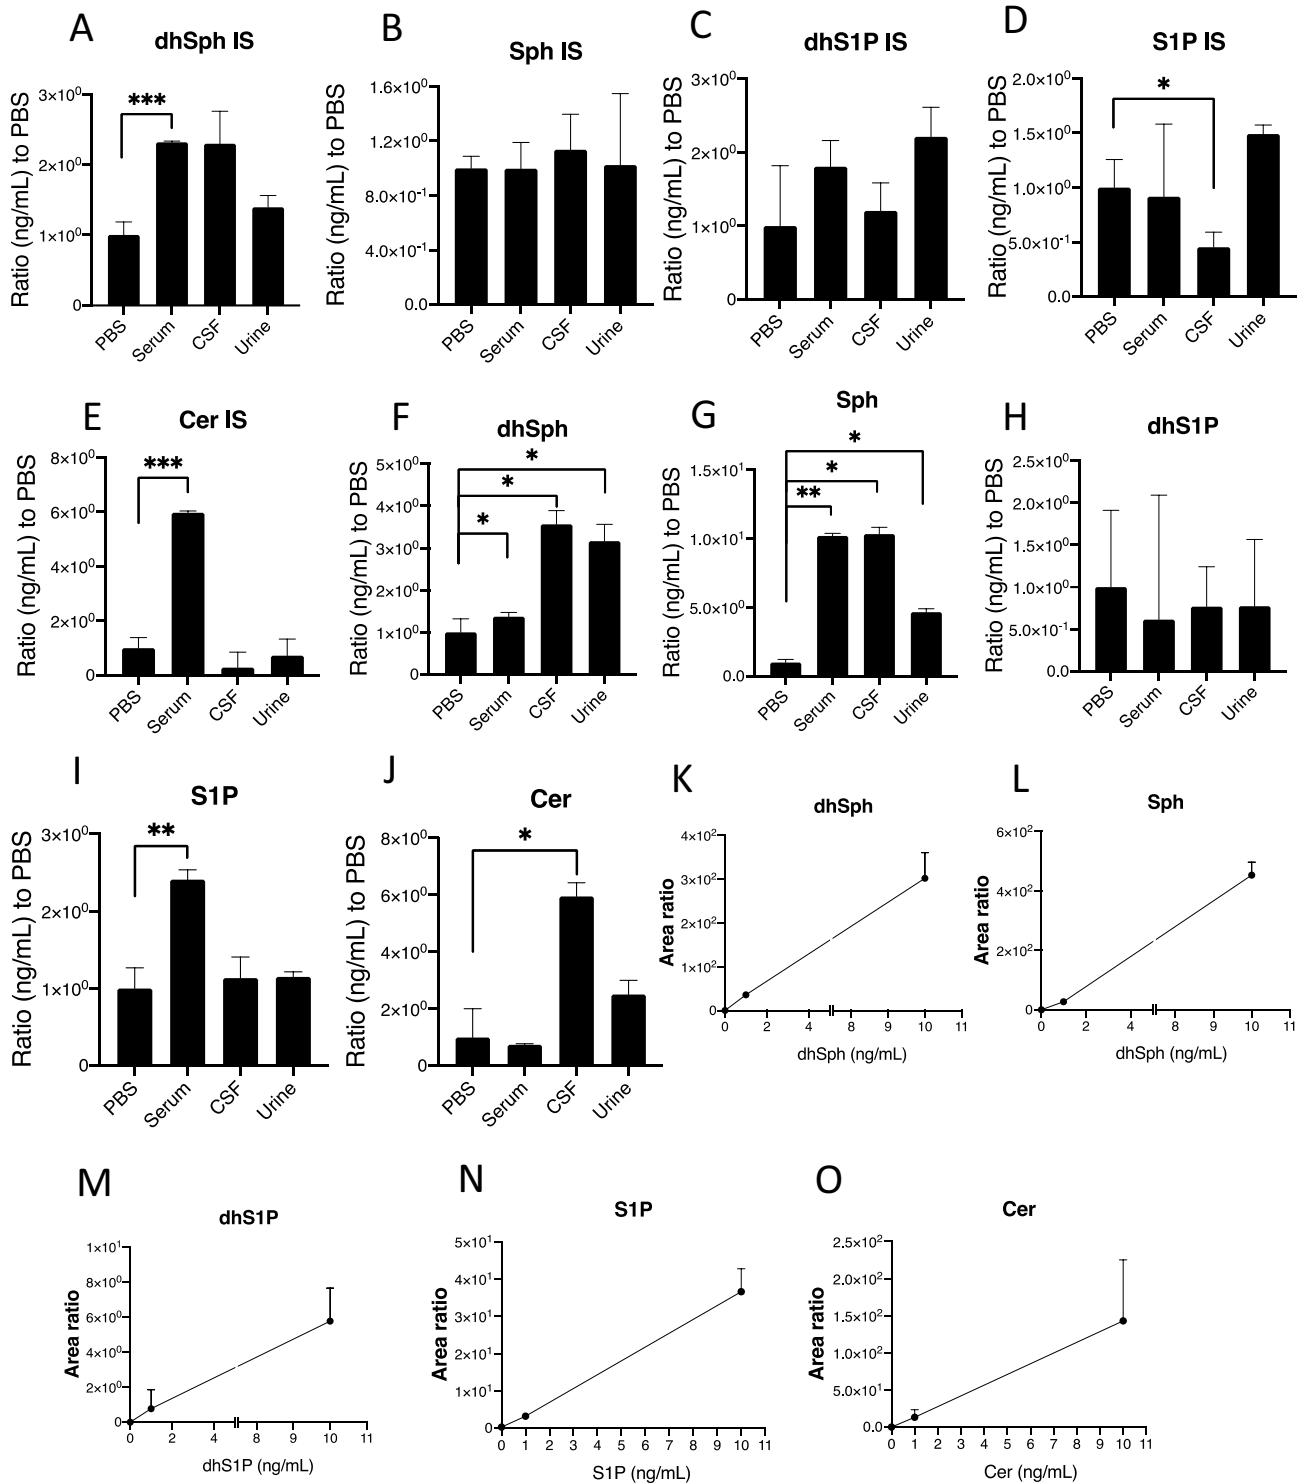 A
dhSph IS
Ratio (ng/mL) to PBS
3×10⁰
2×10⁰
1×10⁰
0
***
PBS
Serum
CSF
Urine
B
Sph IS
Ratio (ng/mL) to PBS
1.6×10⁰
1.2×10⁰
8.0×10⁻¹
4.0×10⁻¹
0.0
PBS
Serum
CSF
Urine
C
dhS1P IS
Ratio (ng/mL) to PBS
3×10⁰
2×10⁰
1×10⁰
0
PBS
Serum
CSF
Urine
D
S1P IS
Ratio (ng/mL) to PBS
2.0×10⁰
1.5×10⁰
1.0×10⁰
5.0×10⁻¹
0.0
*
PBS
Serum
CSF
Urine
E
Cer IS
Ratio (ng/mL) to PBS
8×10⁰
6×10⁰
4×10⁰
2×10⁰
0
***
PBS
Serum
CSF
Urine
F
dhSph
Ratio (ng/mL) to PBS
5×10⁰
4×10⁰
3×10⁰
2×10⁰
1×10⁰
0
*
*
*
PBS
Serum
CSF
Urine
G
Sph
Ratio (ng/mL) to PBS
1.5×10¹
1.0×10¹
5.0×10⁰
0.0
*
*
**
PBS
Serum
CSF
Urine
H
dhS1P
Ratio (ng/mL) to PBS
2.5×10⁰
2.0×10⁰
1.5×10⁰
1.0×10⁰
5.0×10⁻¹
0.0
PBS
Serum
CSF
Urine
I
S1P
Ratio (ng/mL) to PBS
3×10⁰
2×10⁰
1×10⁰
0
**
PBS
Serum
CSF
Urine
J
Cer
Ratio (ng/mL) to PBS
8×10⁰
6×10⁰
4×10⁰
2×10⁰
0
*
PBS
Serum
CSF
Urine
K
dhSph
Area ratio
4×10²
3×10²
2×10²
1×10²
0
0 2 4 8 9 10 11
dhSph (ng/mL)
L
Sph
Area ratio
6×10²
4×10²
2×10²
0
0 2 4 8 9 10 11
dhSph (ng/mL)
M
dhS1P
Area ratio
1×10¹
8×10⁰
6×10⁰
4×10⁰
2×10⁰
0
0 2 4 8 9 10 11
dhS1P (ng/mL)
N
S1P
Area ratio
5×10¹
4×10¹
3×10¹
2×10¹
1×10¹
0
0 1 2 3 4 5 6 7 8 9 10 11
S1P (ng/mL)
O
Cer
Area ratio
2.5×10²
2.0×10²
1.5×10²
1.0×10²
5.0×10¹
0.0
0 1 2 3 4 5 6 7 8 9 10 11
Cer (ng/mL)